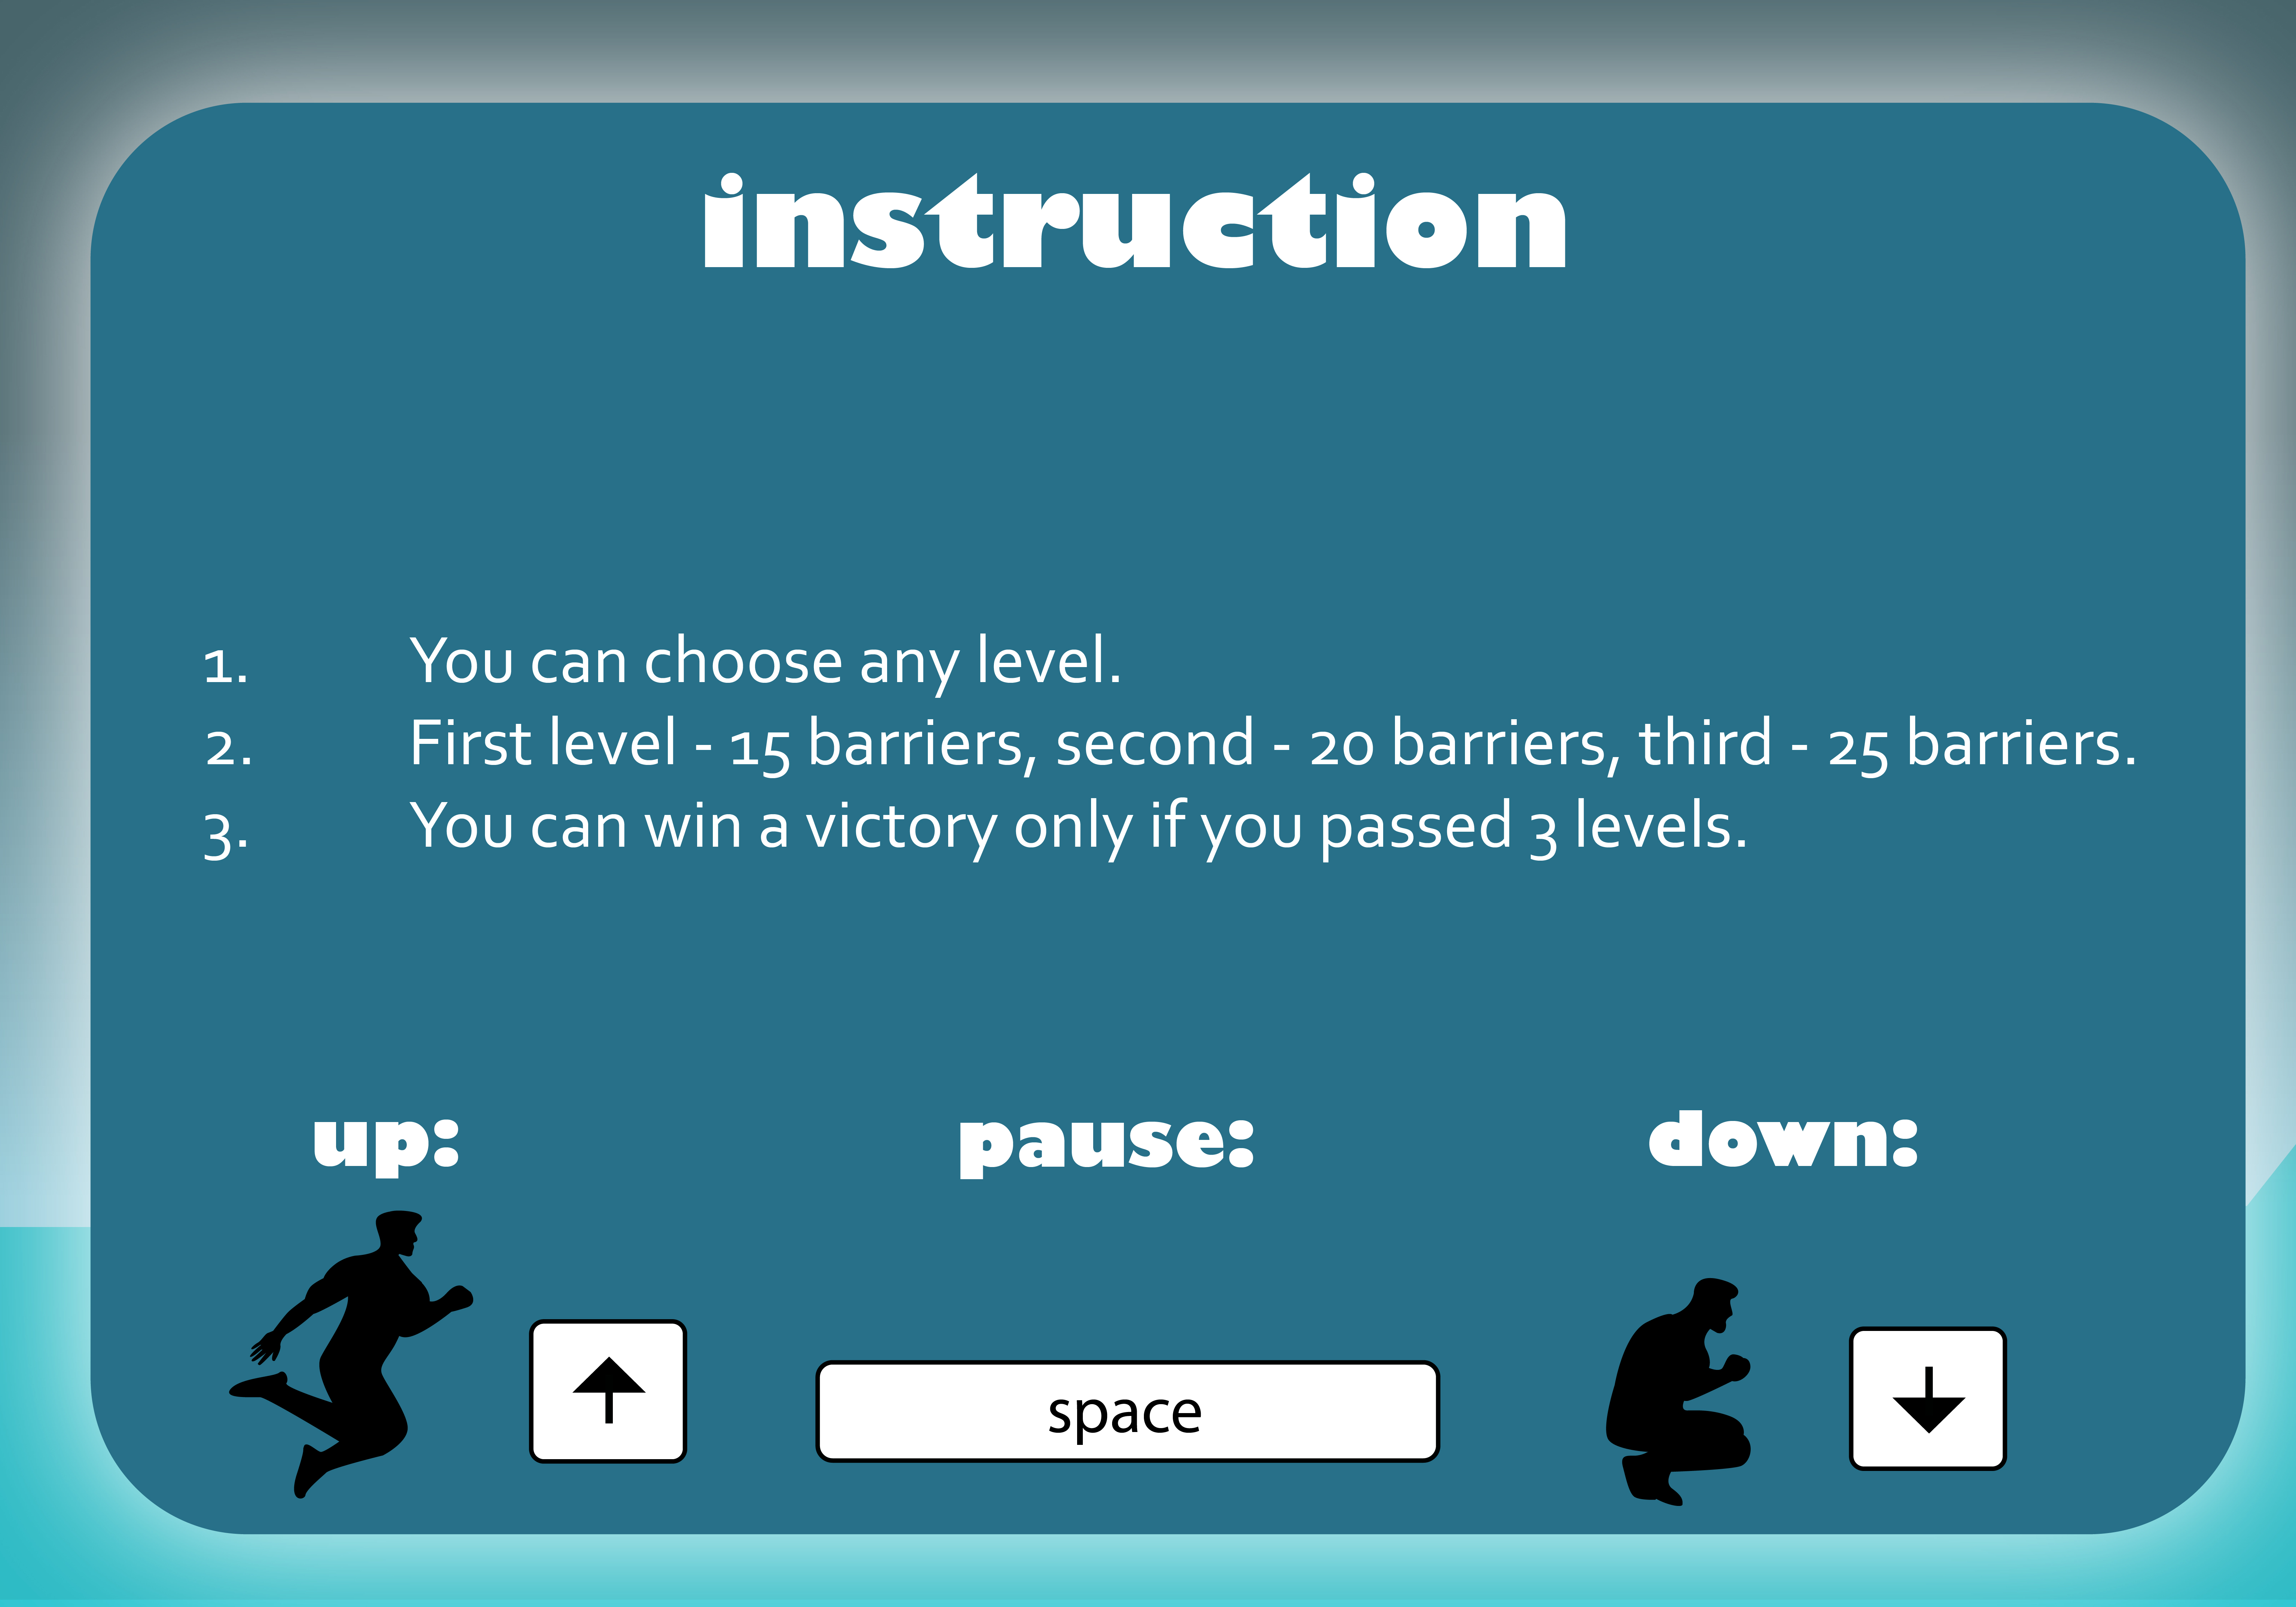 instruction
1. You can choose any level.
2. First level - 15 barriers, second - 20 barriers, third - 25 barriers.
3. You can win a victory only if you passed 3 levels.
up: pause: down:
space